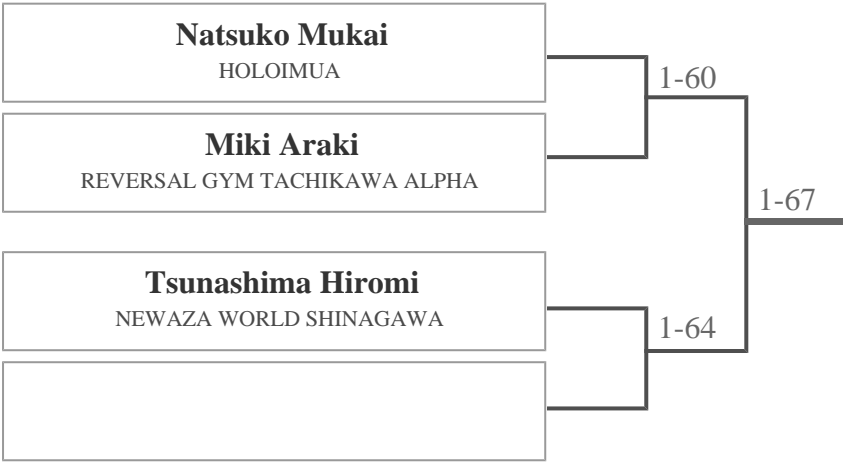 Natsuko Mukai
HOLOIMUA
1-60
Miki Araki
REVERSAL GYM TACHIKAWA ALPHA
1-67
Tsunashima Hiromi
NEWAZA WORLD SHINAGAWA
1-64